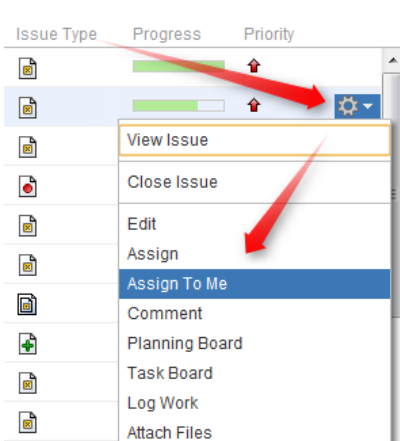 Issue Type Progress Priority
View Issue
Close Issue
Edit
Assign
Assign To Me
Comment
Planning Board
Task Board
Log Work
Attach Files